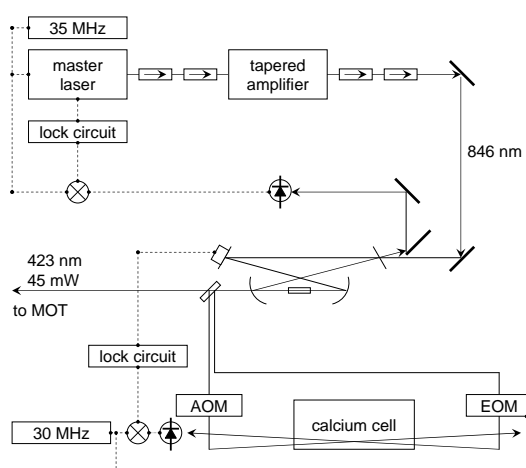 35 MHz
master
laser
tapered
amplifier
lock circuit
846 nm
423 nm
45 mW
to MOT
lock circuit
AOM
calcium cell
EOM
30 MHz